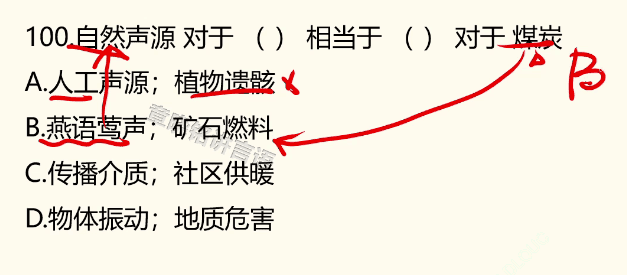 100.自然声源 对于 （ ） 相当于 （ ） 对于 煤炭
A.人工声源；植物遗骸 x
B.燕语莺声；矿石燃料
C.传播介质；社区供暖
D.物体振动；地质危害
B